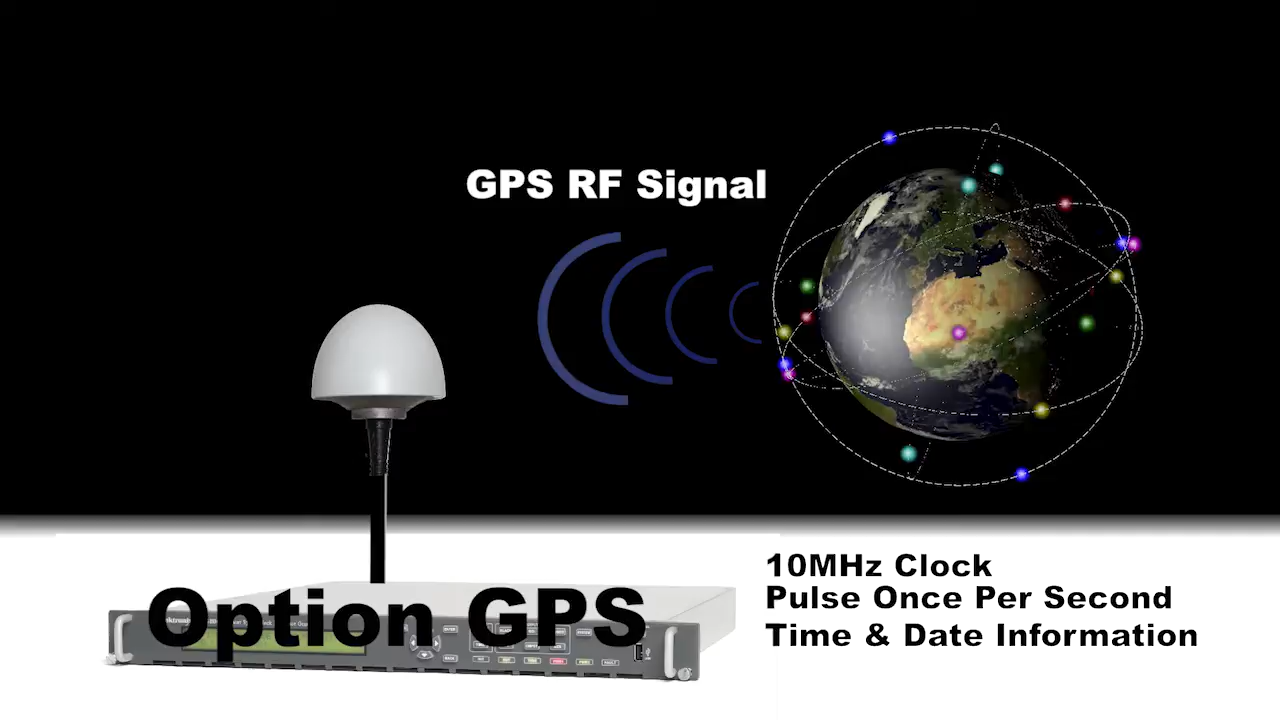 GPS RF Signal
10MHz Clock
Pulse Once Per Second
Option GPS
Time & Date Information